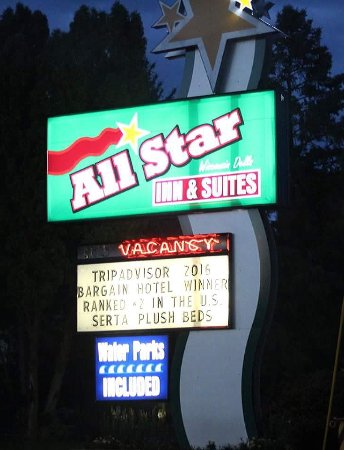 All Star
Wisconsin Dells
INN & SUITES
VACANCY
TRIPADVISOR 2016
BARGAIN HOTEL WINNER
RANKED #2 IN THE U.S.
SERTA PLUSH BEDS
Water Parks
INCLUDED